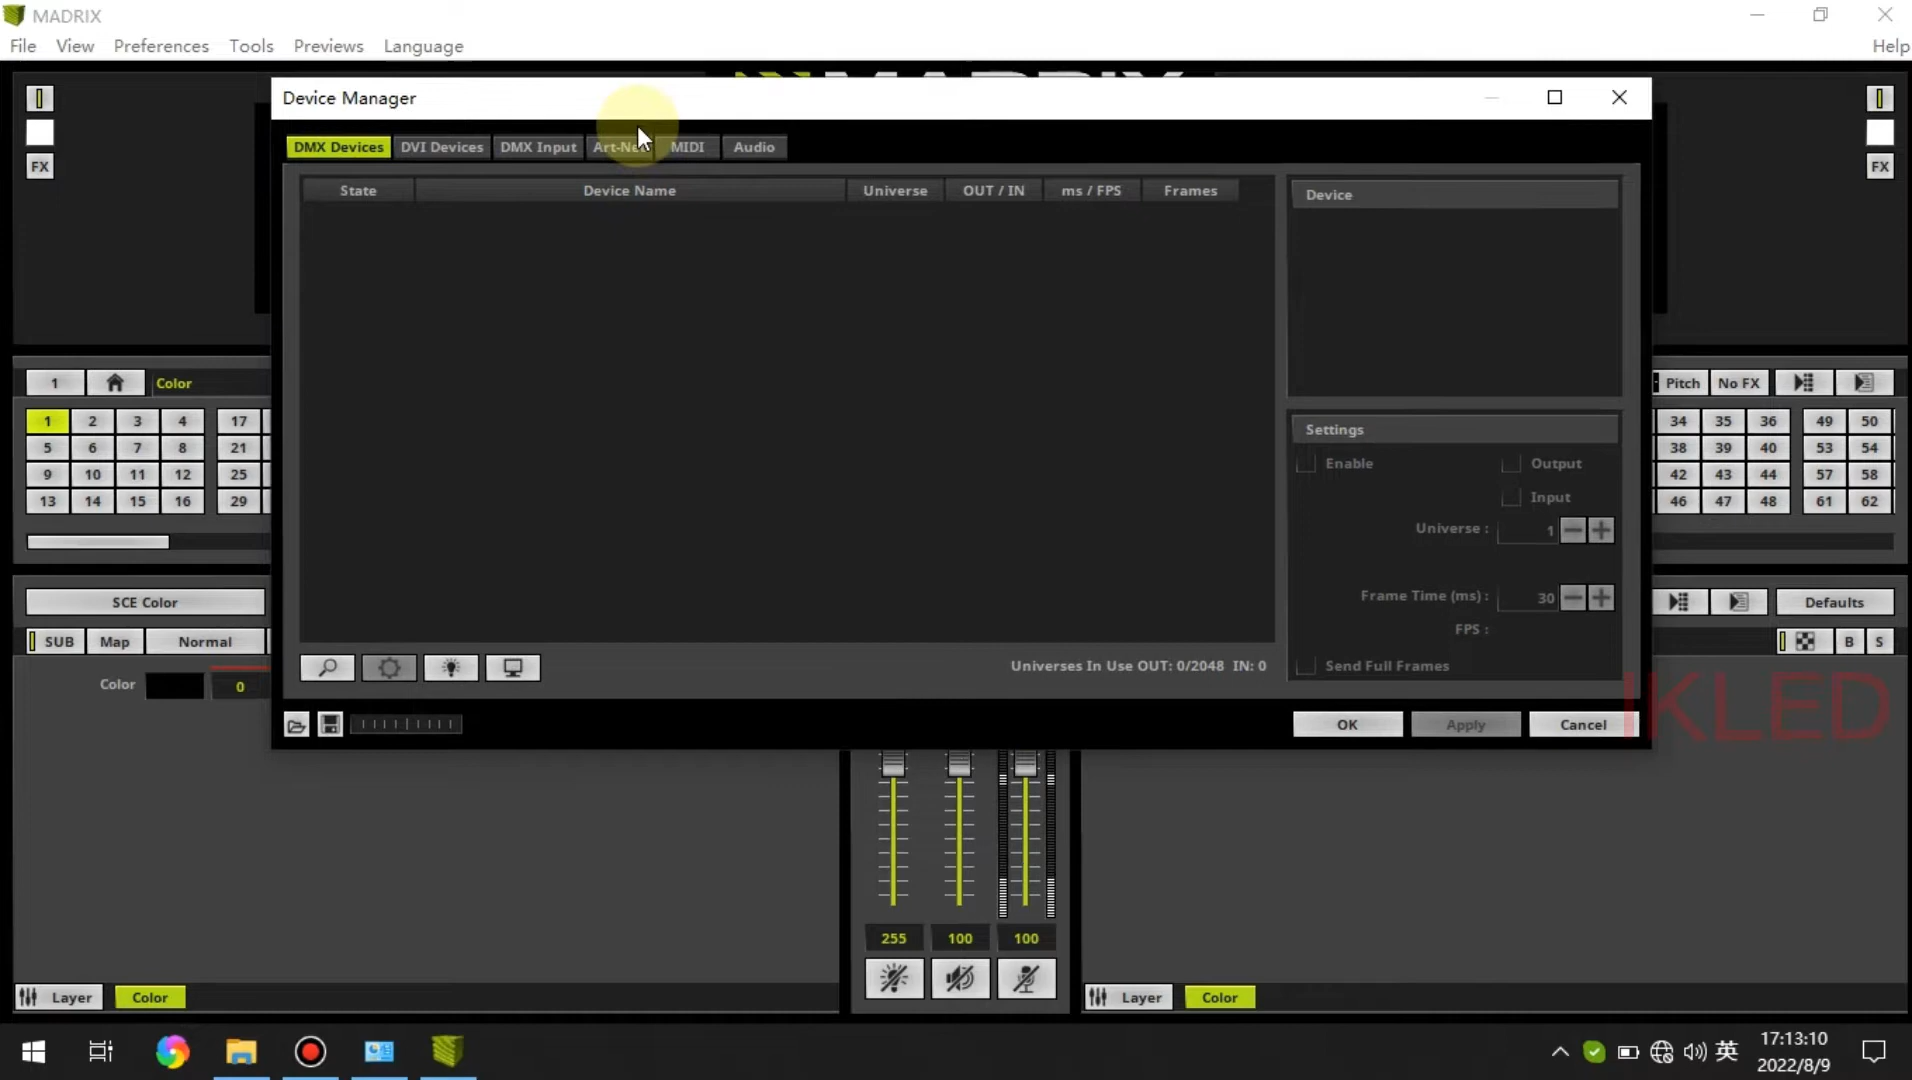 MADRIX
File View Preferences Tools Previews Language Help
MADRIX
Device Manager
FX
FX
DMX Devices DVI Devices DMX Input Art-Net MIDI Audio
State Device Name Universe OUT / IN ms / FPS Frames
Device
1 Color
Pitch No FX
1 2 3 4 17 34 35 36 49 50
5 6 7 8 21 38 39 40 53 54
9 10 11 12 25 42 43 44 57 58
13 14 15 16 29 46 47 48 61 62
Settings
Enable Output
Input
Universe : 1
Frame Time (ms) : 30
FPS :
Send Full Frames
SCE Color
Defaults
SUB Map Normal
B S
Color 0
Universes In Use OUT: 0/2048 IN: 0
OK Apply Cancel
IKLED
255 100 100
Layer Color
Layer Color
英
17:13:10
2022/8/9